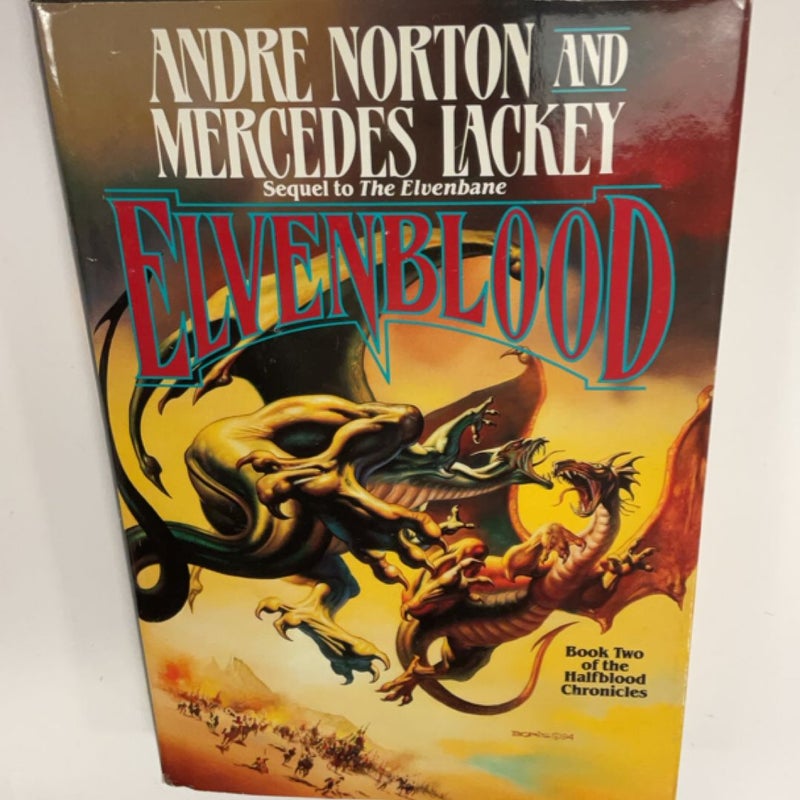 ANDRE NORTON AND
MERCEDES LACKEY
Sequel to The Elvenbane
ELVENBLOOD
Book Two
of the
Halfblood
Chronicles